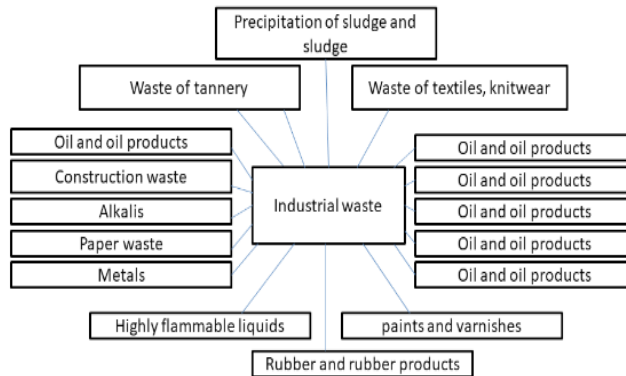 Precipitation of sludge and
sludge
Waste of tannery
Waste of textiles, knitwear
Oil and oil products
Construction waste
Alkalis
Paper waste
Metals
Industrial waste
Oil and oil products
Oil and oil products
Oil and oil products
Oil and oil products
Oil and oil products
Highly flammable liquids
paints and varnishes
Rubber and rubber products